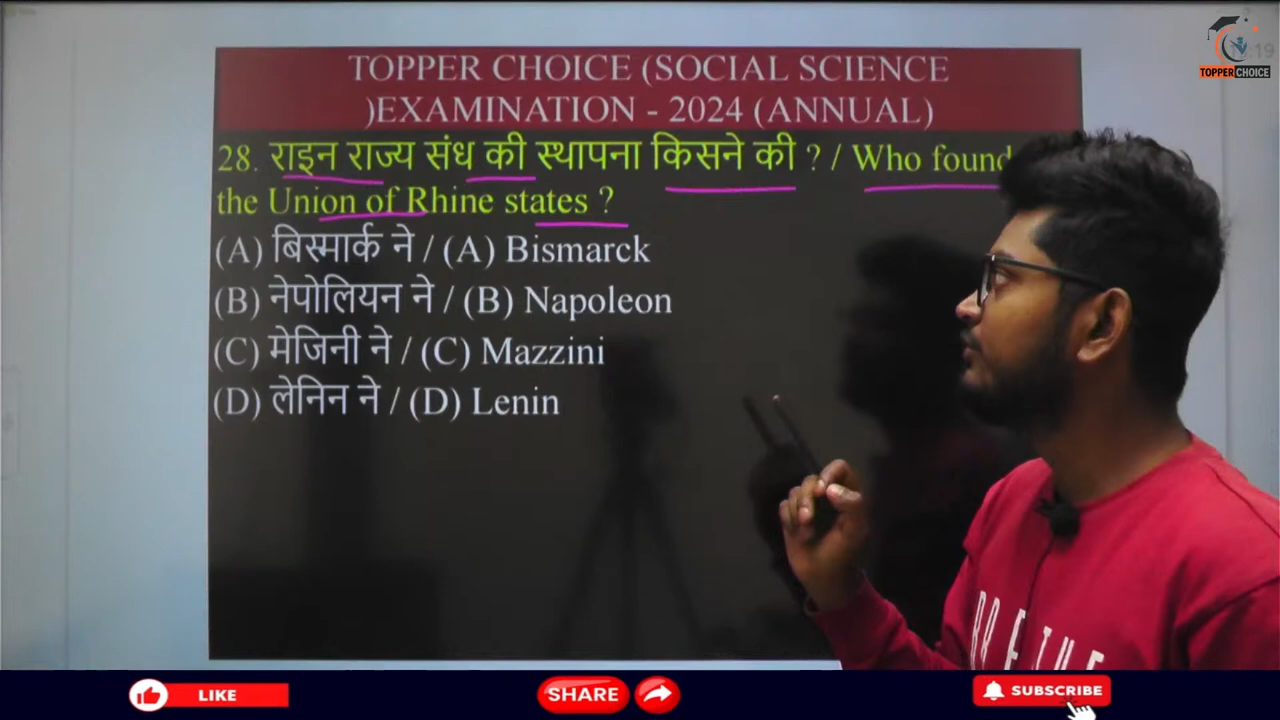 TOPPER CHOICE (SOCIAL SCIENCE
)EXAMINATION - 2024 (ANNUAL)
28. राइन राज्य संध की स्थापना किसने की ? / Who found
the Union of Rhine states ?
(A) बिस्मार्क ने / (A) Bismarck
(B) नेपोलियन ने / (B) Napoleon
(C) मेजिनी ने / (C) Mazzini
(D) लेनिन ने / (D) Lenin
TOPPER CHOICE
LIKE
SHARE
SUBSCRIBE